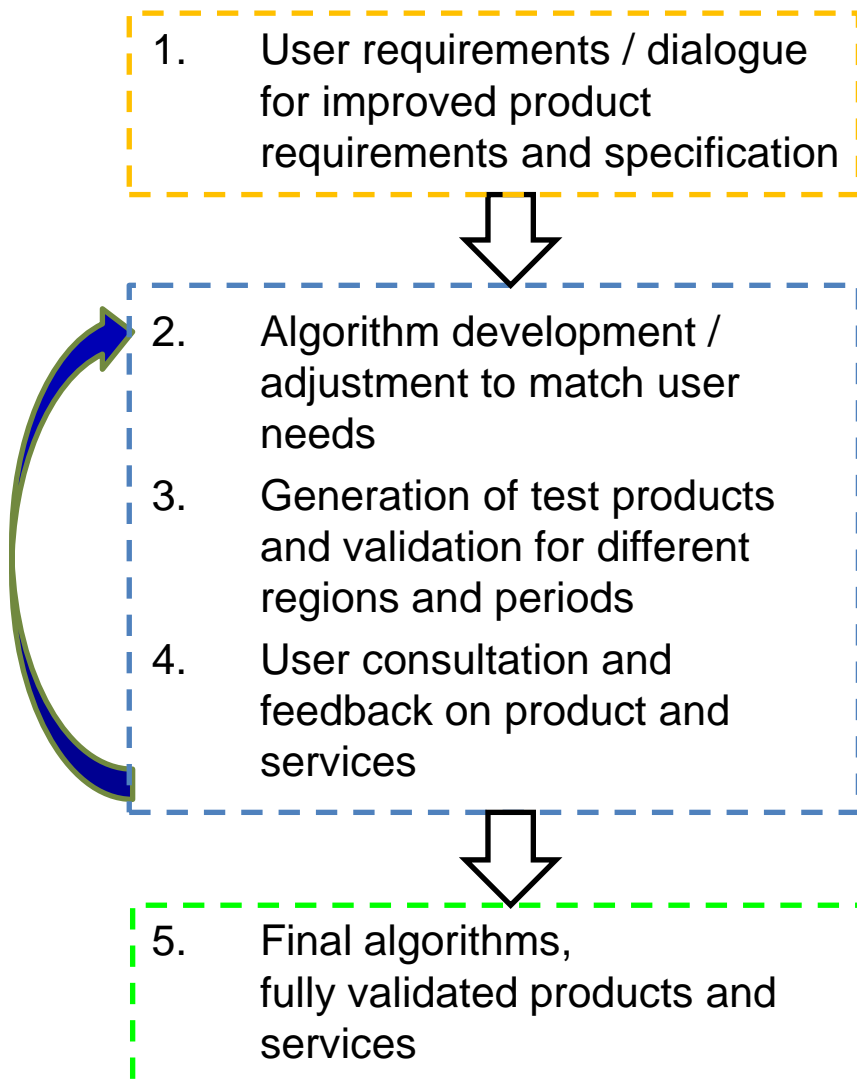 1. User requirements / dialogue
for improved product
requirements and specification
2. Algorithm development /
adjustment to match user
needs
3. Generation of test products
and validation for different
regions and periods
4. User consultation and
feedback on product and
services
5. Final algorithms,
fully validated products and
services